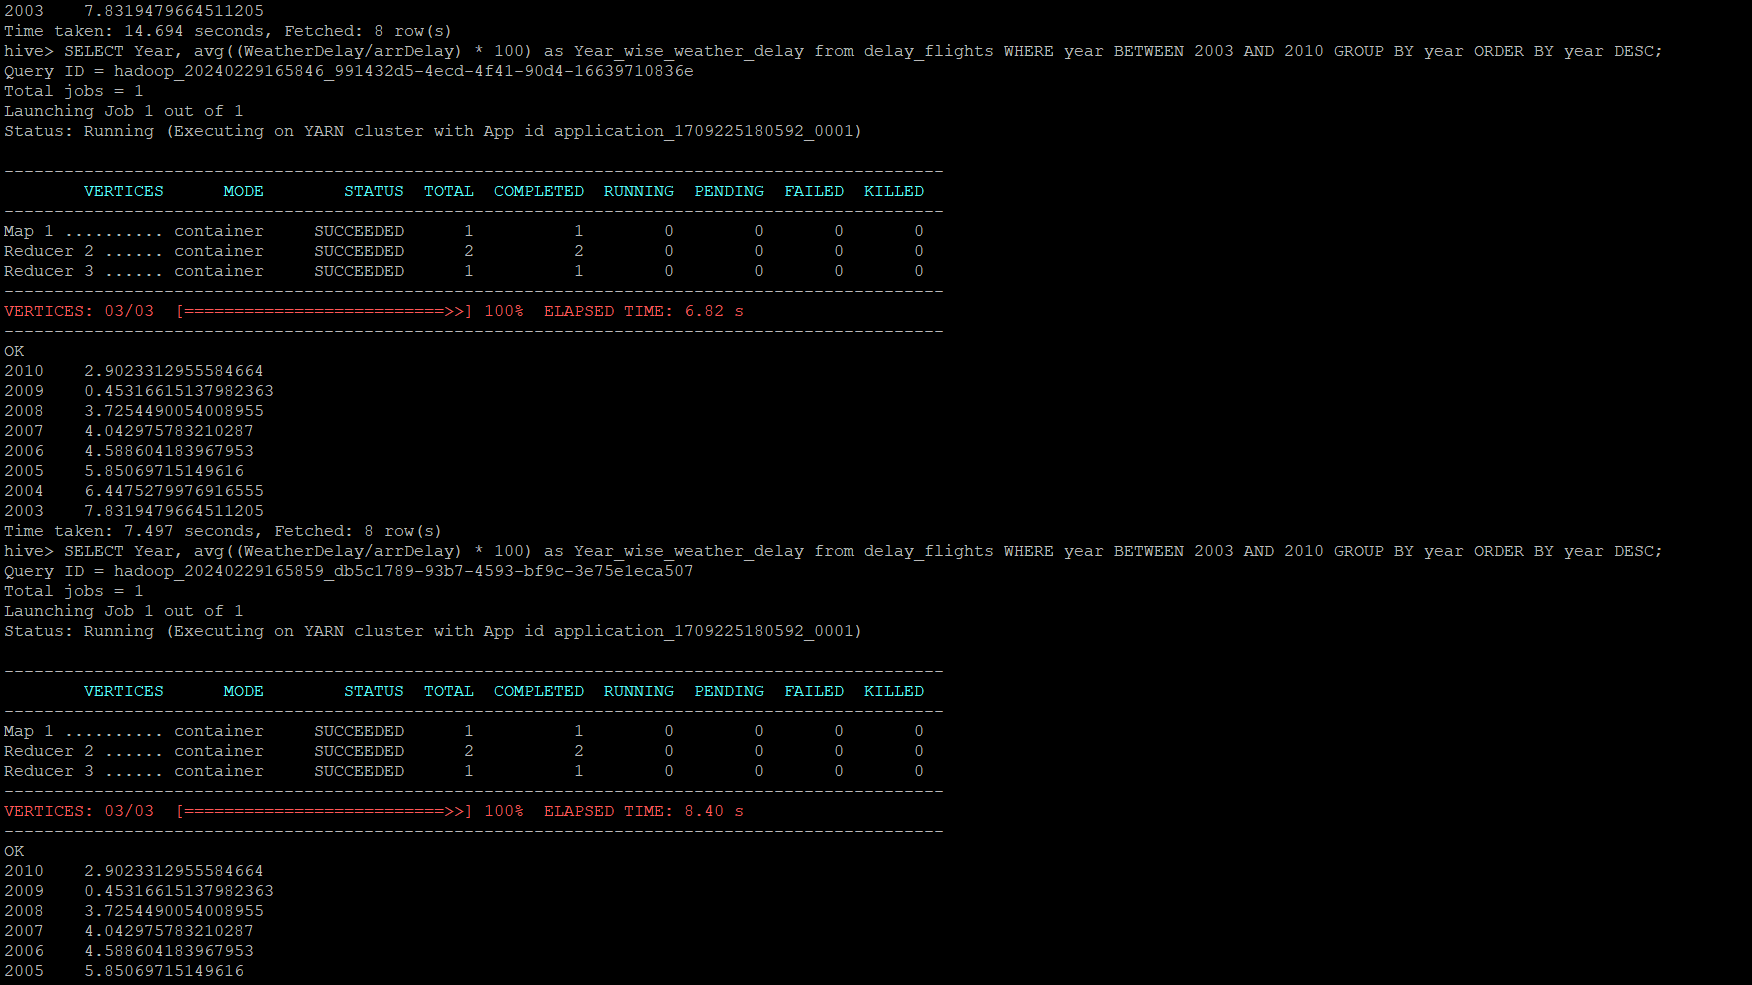 2003    7.8319479664511205
Time taken: 14.694 seconds, Fetched: 8 row(s)
hive> SELECT Year, avg((WeatherDelay/arrDelay) * 100) as Year_wise_weather_delay from delay_flights WHERE year BETWEEN 2003 AND 2010 GROUP BY year ORDER BY year DESC;
Query ID = hadoop_20240229165846_991432d5-4ecd-4f41-90d4-16639710836e
Total jobs = 1
Launching Job 1 out of 1
Status: Running (Executing on YARN cluster with App id application_1709225180592_0001)

----------------------------------------------------------------------------------------------
        VERTICES      MODE        STATUS  TOTAL  COMPLETED  RUNNING  PENDING  FAILED  KILLED
----------------------------------------------------------------------------------------------
Map 1 .......... container     SUCCEEDED      1          1        0        0       0       0
Reducer 2 ...... container     SUCCEEDED      2          2        0        0       0       0
Reducer 3 ...... container     SUCCEEDED      1          1        0        0       0       0
----------------------------------------------------------------------------------------------
VERTICES: 03/03  [==========================>>] 100%  ELAPSED TIME: 6.82 s
----------------------------------------------------------------------------------------------
OK
2010    2.9023312955584664
2009    0.45316615137982363
2008    3.7254490054008955
2007    4.042975783210287
2006    4.588604183967953
2005    5.85069715149616
2004    6.4475279976916555
2003    7.8319479664511205
Time taken: 7.497 seconds, Fetched: 8 row(s)
hive> SELECT Year, avg((WeatherDelay/arrDelay) * 100) as Year_wise_weather_delay from delay_flights WHERE year BETWEEN 2003 AND 2010 GROUP BY year ORDER BY year DESC;
Query ID = hadoop_20240229165859_db5c1789-93b7-4593-bf9c-3e75e1eca507
Total jobs = 1
Launching Job 1 out of 1
Status: Running (Executing on YARN cluster with App id application_1709225180592_0001)

----------------------------------------------------------------------------------------------
        VERTICES      MODE        STATUS  TOTAL  COMPLETED  RUNNING  PENDING  FAILED  KILLED
----------------------------------------------------------------------------------------------
Map 1 .......... container     SUCCEEDED      1          1        0        0       0       0
Reducer 2 ...... container     SUCCEEDED      2          2        0        0       0       0
Reducer 3 ...... container     SUCCEEDED      1          1        0        0       0       0
----------------------------------------------------------------------------------------------
VERTICES: 03/03  [==========================>>] 100%  ELAPSED TIME: 8.40 s
----------------------------------------------------------------------------------------------
OK
2010    2.9023312955584664
2009    0.45316615137982363
2008    3.7254490054008955
2007    4.042975783210287
2006    4.588604183967953
2005    5.85069715149616